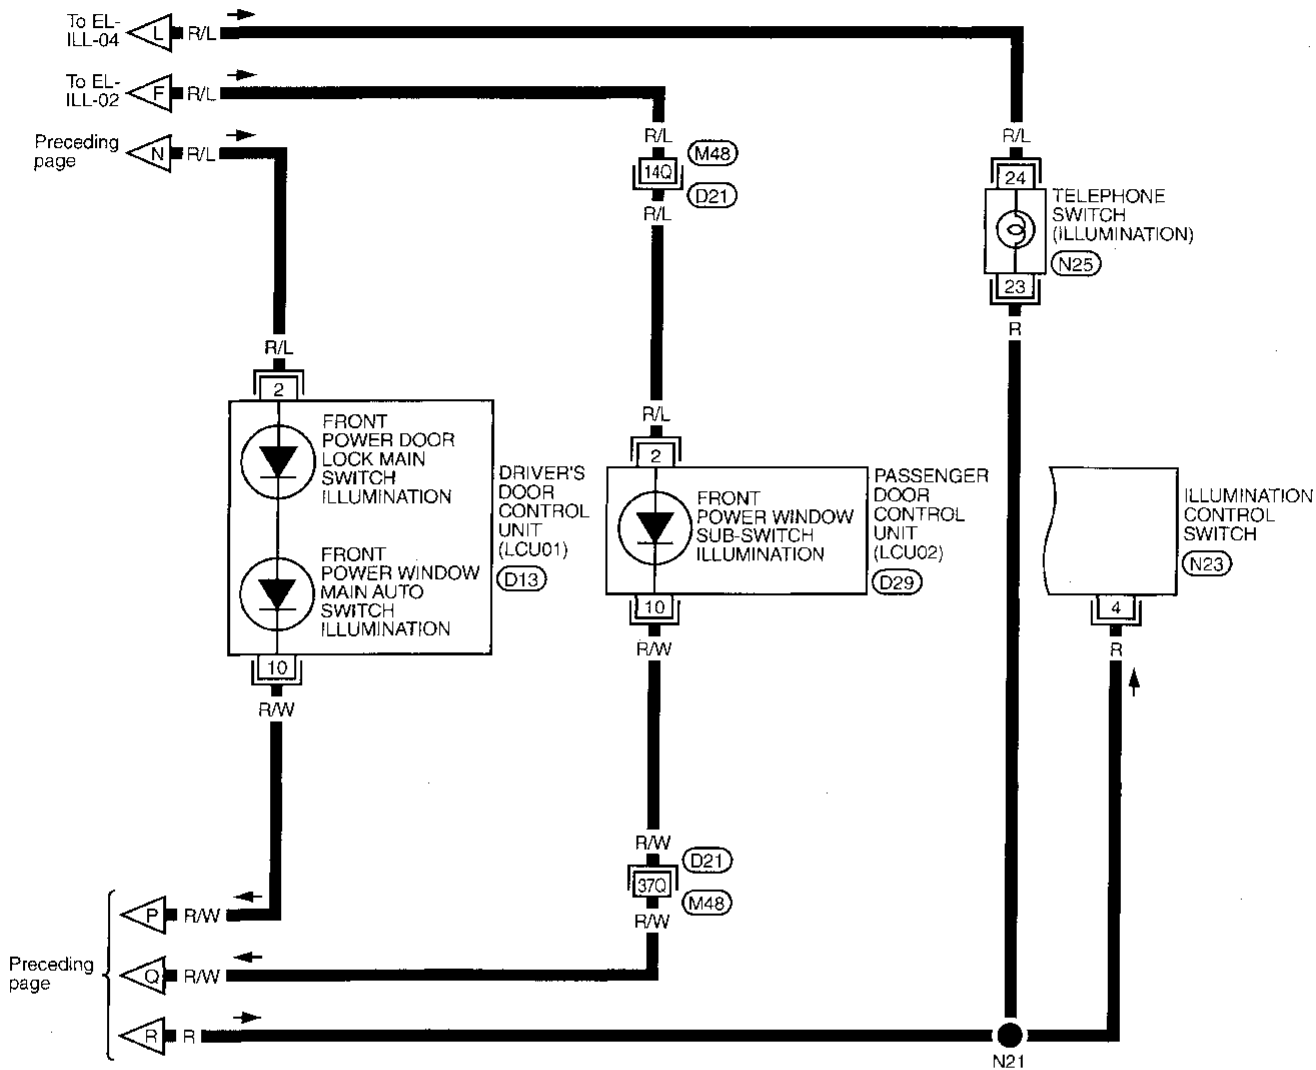 To EL-
ILL-04
L
R/L
To EL-
ILL-02
F
R/L
Preceding
page
N
R/L
R/L
14Q
M48
D21
R/L
R/L
24
TELEPHONE
SWITCH
(ILLUMINATION)
N25
23
R
R/L
2
FRONT
POWER DOOR
LOCK MAIN
SWITCH
ILLUMINATION
FRONT
POWER WINDOW
MAIN AUTO
SWITCH
ILLUMINATION
DRIVER'S
DOOR
CONTROL
UNIT
(LCU01)
D13
10
R/W
R/L
2
FRONT
POWER WINDOW
SUB-SWITCH
ILLUMINATION
PASSENGER
DOOR
CONTROL
UNIT
(LCU02)
D29
10
R/W
ILLUMINATION
CONTROL
SWITCH
N23
4
R
R/W
D21
37Q
M48
R/W
Preceding
page
P
R/W
Q
R/W
R
R
N21